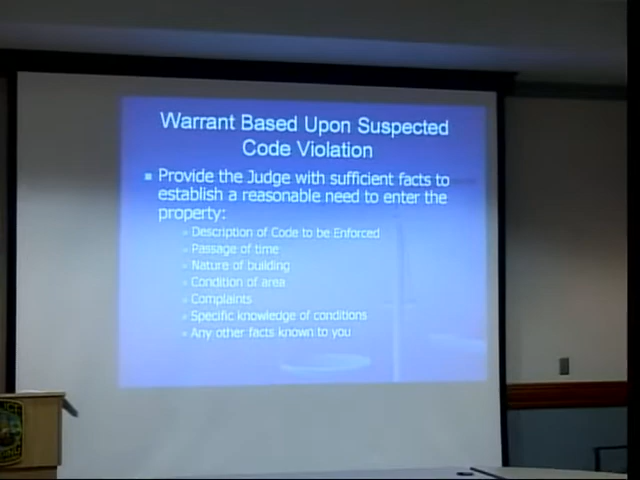 Warrant Based Upon Suspected
Code Violation
Provide the Judge with sufficient facts to
establish a reasonable need to enter the
property:
Description of Code to be Enforced
Passage of time
Nature of building
Condition of area
Complaints
Specific knowledge of conditions
Any other facts known to you